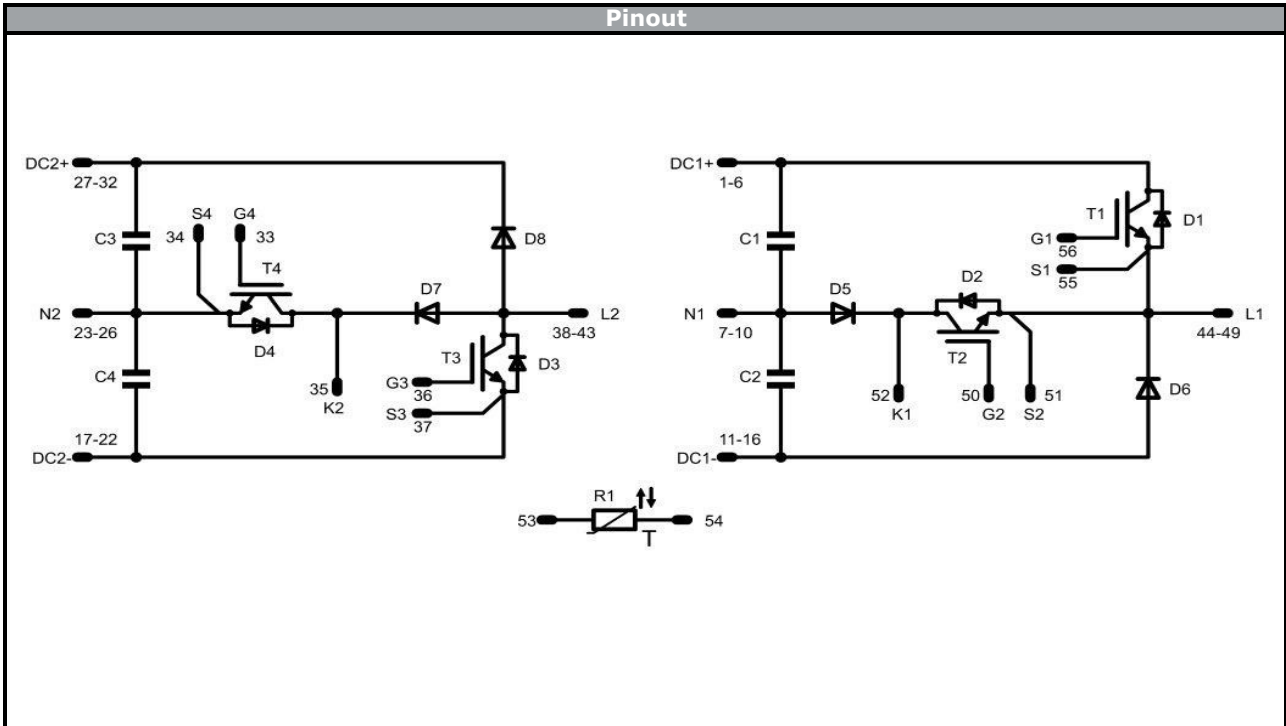 Pinout
DC2+
27-32
C3
S4
34
G4
33
T4
D4
D8
D7
N2
23-26
L2
38-43
35
K2
T3
D3
G3
36
S3
37
C4
17-22
DC2-
DC1+
1-6
C1
T1
D1
G1
56
S1
55
D5
D2
N1
7-10
L1
44-49
C2
T2
52
K1
50
G2
51
S2
D6
11-16
DC1-
R1
53
54
T